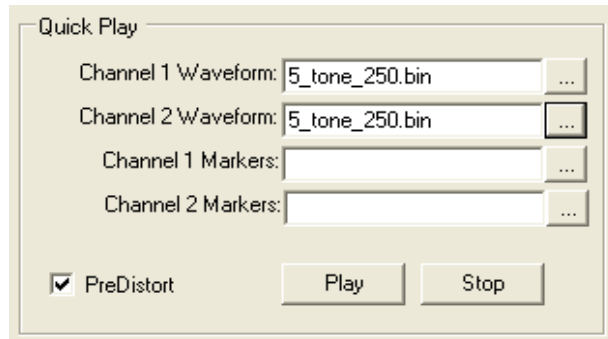 Quick Play
Channel 1 Waveform: 5_tone_250.bin ...
Channel 2 Waveform: 5_tone_250.bin ...
Channel 1 Markers: ...
Channel 2 Markers: ...
PreDistort Play Stop